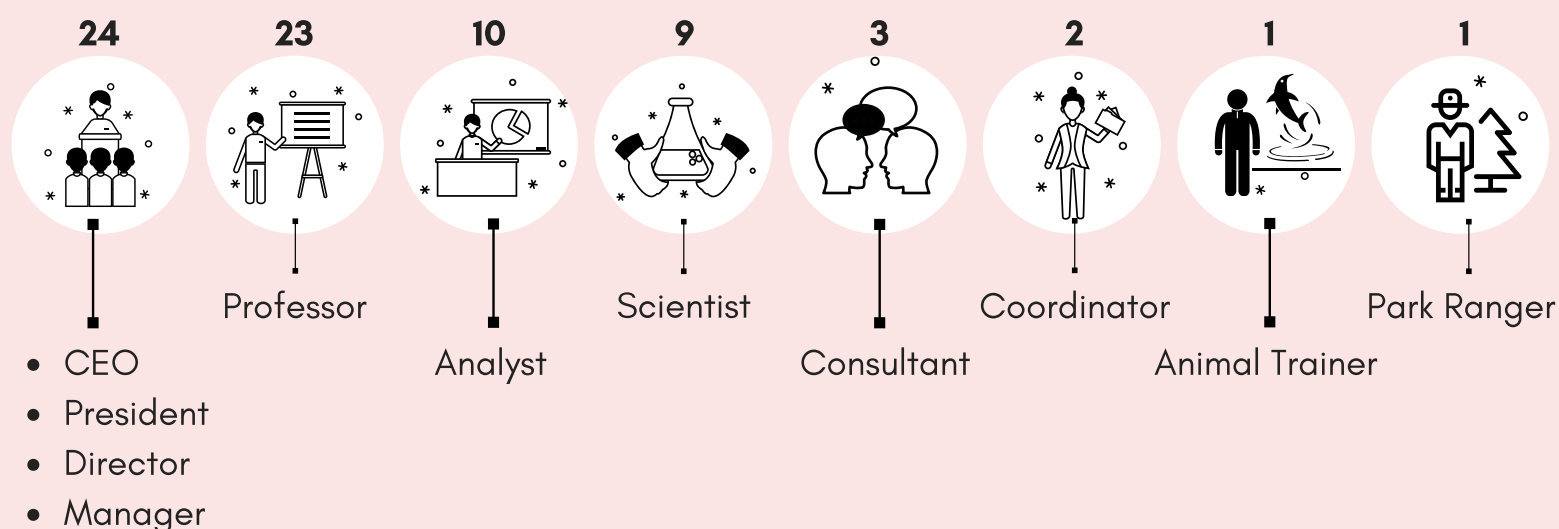 24 23 10 9 3 2 1 1
Professor Scientist Coordinator Park Ranger
• CEO Analyst Consultant Animal Trainer
• President
• Director
• Manager